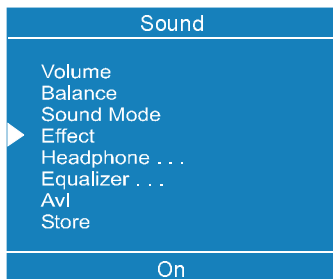 Sound
Volume
Balance
Sound Mode
Effect
Headphone . . .
Equalizer . . .
Avl
Store
On